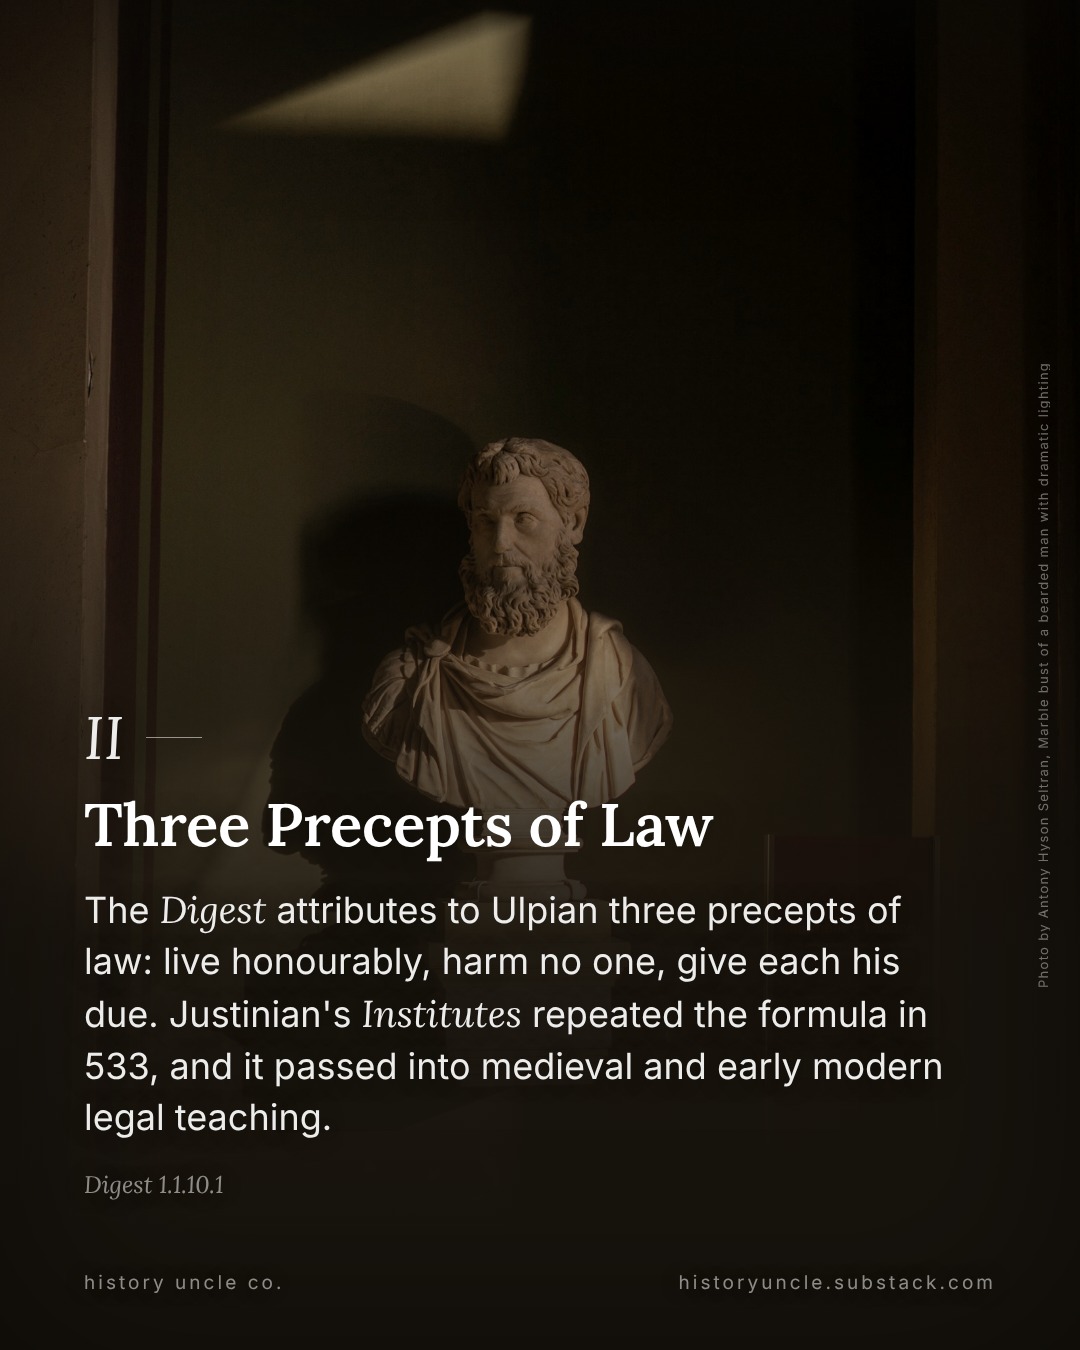 II
Three Precepts of Law
The Digest attributes to Ulpian three precepts of
law: live honourably, harm no one, give each his
due. Justinian's Institutes repeated the formula in
533, and it passed into medieval and early modern
legal teaching.
Digest 1.1.10.1
history uncle co.
historyuncle.substack.com
Photo by Antony Hyson Seltran, Marble bust of a bearded man with dramatic lighting